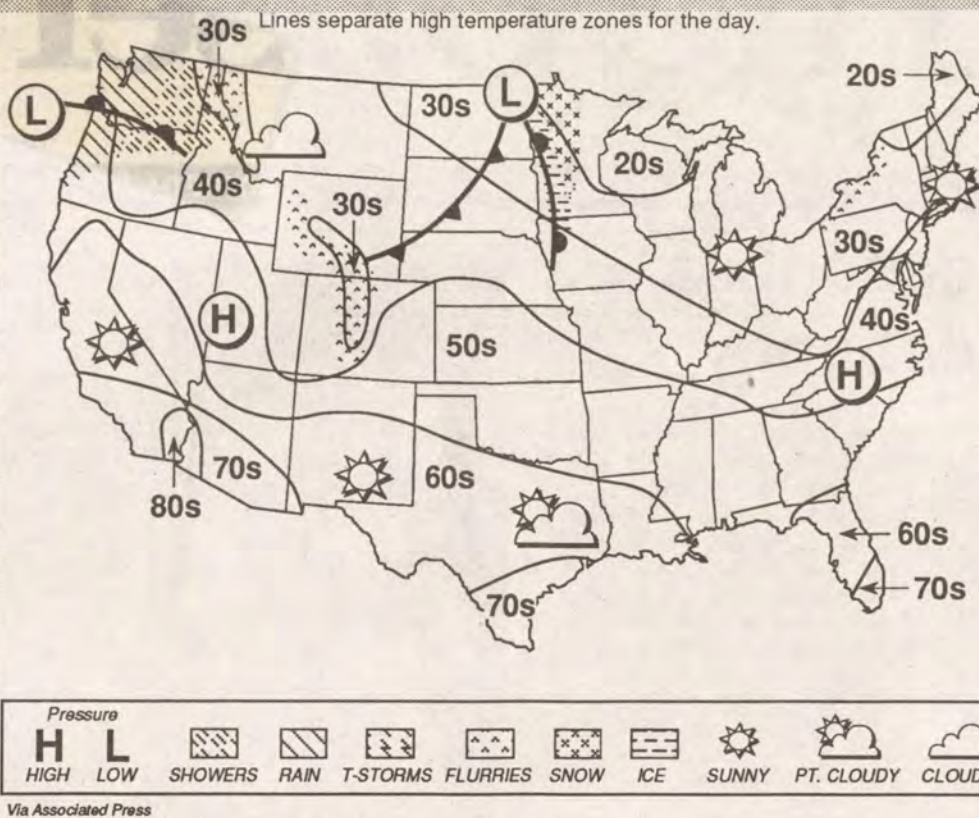 Lines separate high temperature zones for the day.
30s
20s
L
L
30s
20s
40s
30s
30s
H
40s
50s
H
70s
60s
80s
60s
70s
70s
Pressure
H L
HIGH LOW SHOWERS RAIN T-STORMS FLURRIES SNOW ICE SUNNY PT. CLOUDY CLOUD
Via Associated Press